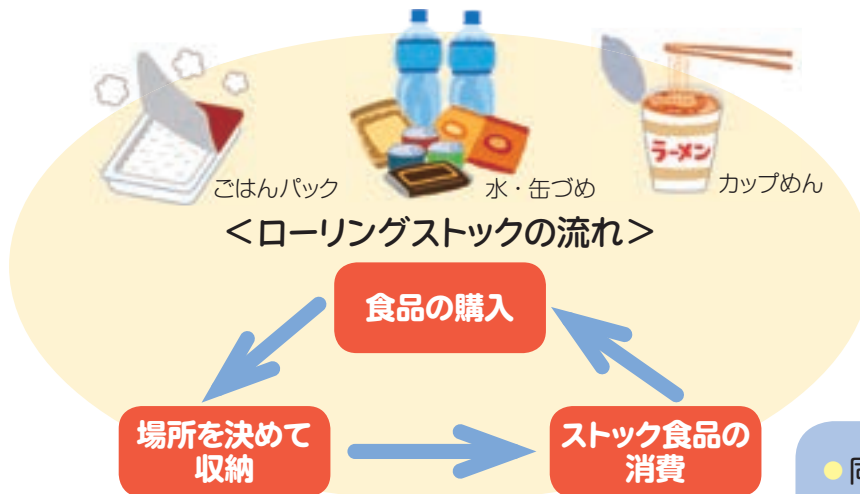 ラーメン
ごはんパック
水・缶づめ
カップめん
＜ローリングストックの流れ＞
食品の購入
場所を決めて
収納
ストック食品の
消費